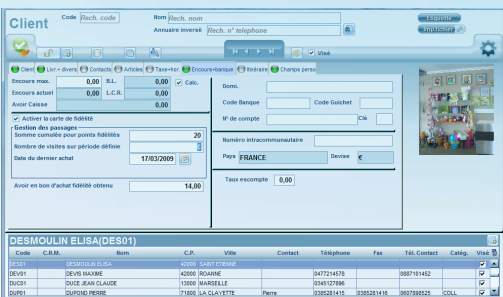 Client
Code Rech. code
Nom Rech. nom
Etiquette
Annuaire inversé Rech. n° telephone
Imprimer
Visé
Client Livr.+ divers Contacts Articles Taxe+ter. Encours+banque Itinéraire Champs perso
Encours max. 0,00 B.L. 0,00 Calc.
Encours actuel 0,00 L.C.R. 0,00
Avoir Caisse 0,00
Activer la carte de fidélité
Gestion des passages
Somme cumulée pour points fidélités 20
Nombre de visites sur période définie
Date du dernier achat 17/03/2009
Avoir en bon d'achat fidélité obtenu 14,00
Domi.
Code Banque Code Guichet
N° de compte Clé
Numéro intracommunautaire
Pays FRANCE Devise €
Taux escompte 0,00
DESMOULIN ELISA(DES01)
Code C.R.M. Nom C.P. Ville Contact Téléphone Fax Tél. Contact Catég. Visé
DES01 DESMOULIN ELISA 42000 SAINT ETIENNE
DEV01 DEVIS MAXIME 42000 ROANNE 0477214578 0687101452
DUC01 DUCE JEAN CLAUDE 13000 MARSEILLE 0345127896
DUP01 DUPOND PIERRE 71800 LA CLAYETTE Pierre 0385281415 0385281416 0607898525 COLL